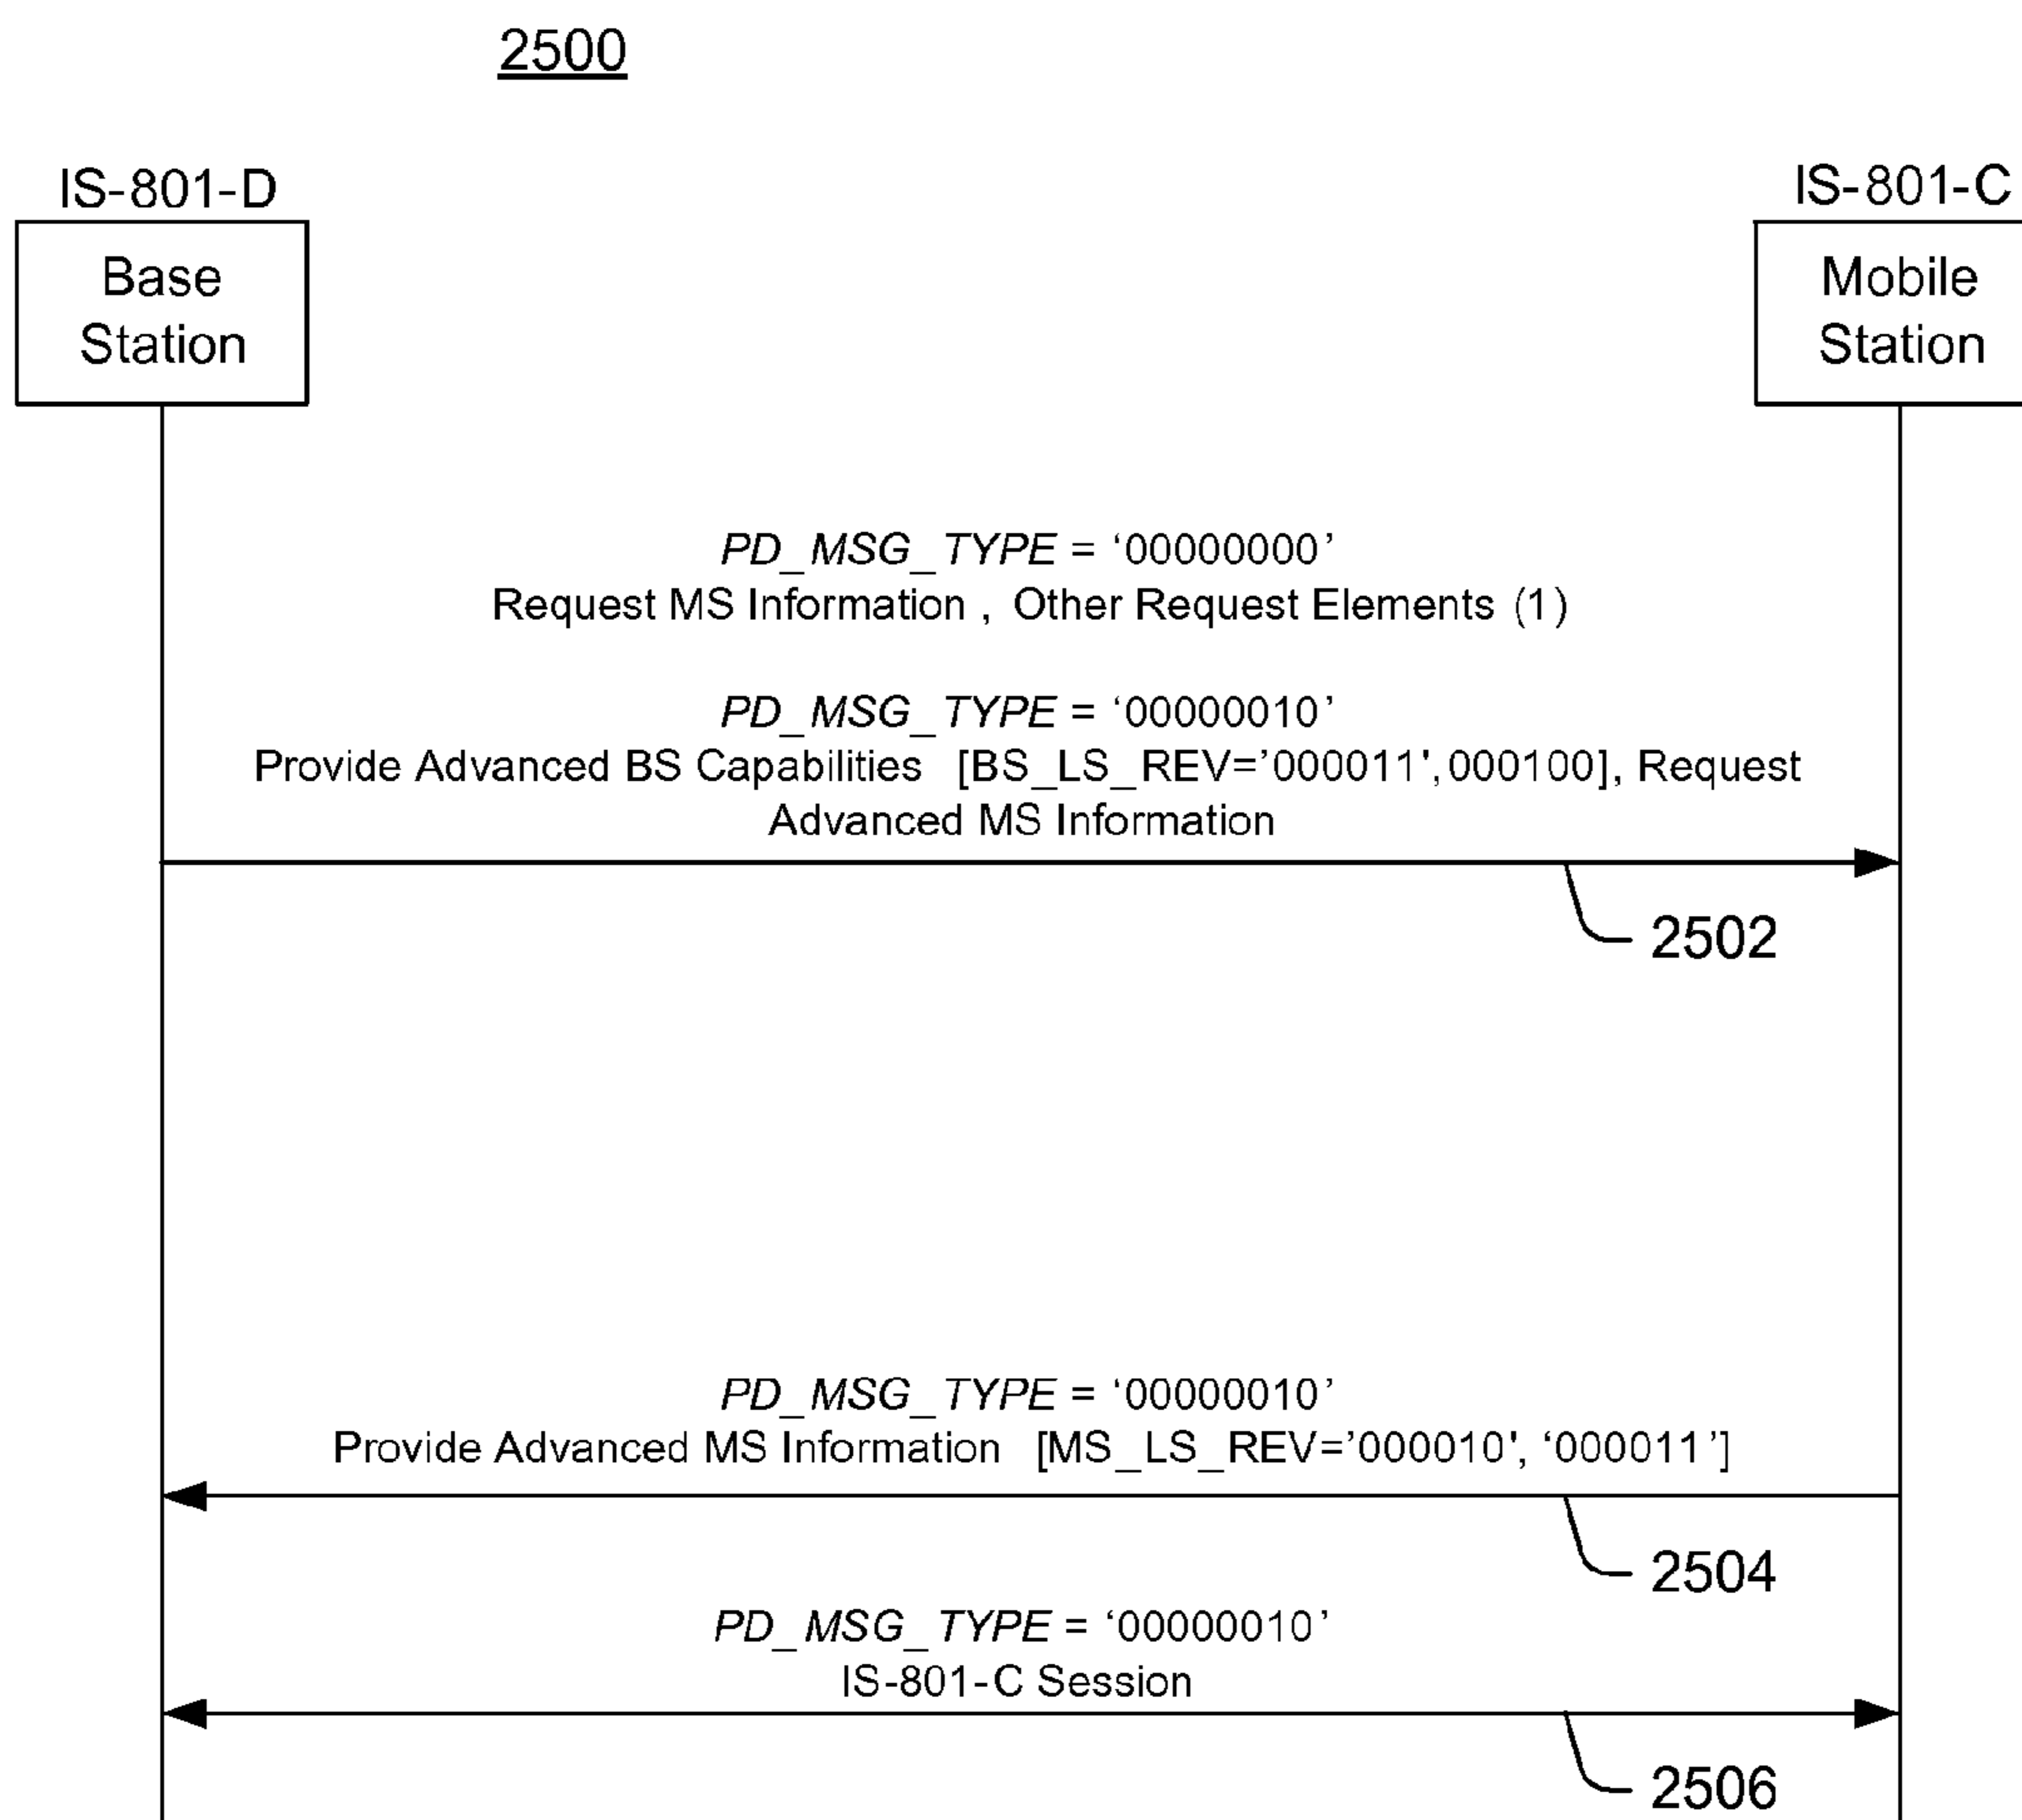 2500
IS-801-D
Base
Station
IS-801-C
Mobile
Station
PD_MSG_TYPE = ‘00000000’
Request MS Information , Other Request Elements (1)
PD_MSG_TYPE = ‘00000010’
Provide Advanced BS Capabilities [BS_LS_REV=’000011',000100], Request
Advanced MS Information
2502
PD_MSG_TYPE = ‘00000010’
Provide Advanced MS Information [MS_LS_REV=’000010', ‘000011’]
2504
PD_MSG_TYPE = ‘00000010’
IS-801-C Session
2506